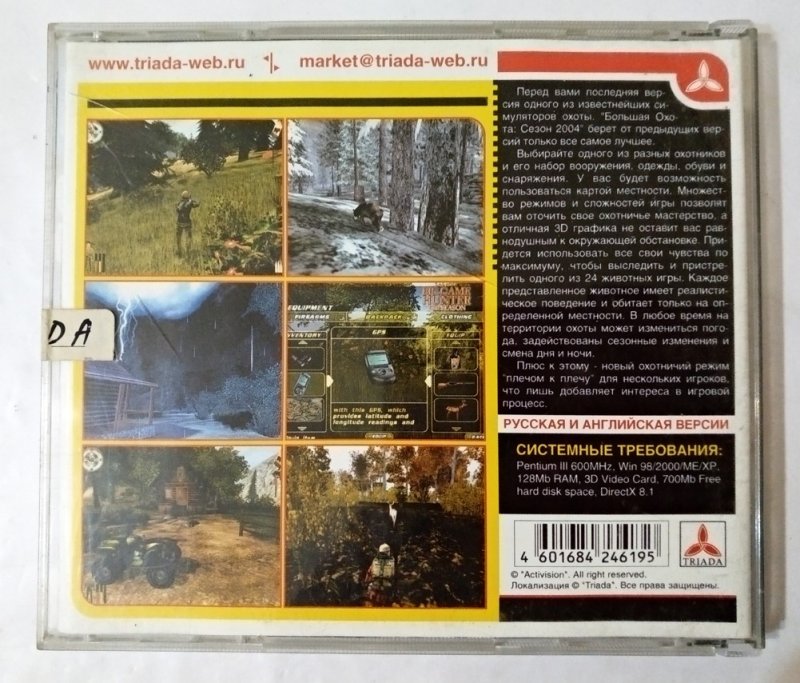 www.triada-web.ru
market@triada-web.ru
Перед вами последняя вер-
сия одного из известнейших си-
муляторов охоты. "Большая Охо-
та: Сезон 2004" берет от предыдущих вер-
сий только все самое лучшее.
Выбирайте одного из разных охотников
и его набор вооружения, одежды, обуви и
снаряжения. У вас будет возможность
пользоваться картой местности. Множест-
во режимов и сложностей игры позволят
вам оточить свое охотничье мастерство, а
отличная 3D графика не оставит вас рав-
нодушным к окружающей обстановке. При-
дется использовать все свои чувства по
максимуму, чтобы выследить и пристре-
лить одного из 24 животных игры. Каждое
представленное животное имеет реалисти-
ческое поведение и обитает только на оп-
ределенной местности. В любое время на
территории охоты может измениться пого-
да, задействованы сезонные изменения и
смена дня и ночи.
Плюс к этому - новый охотничий режим
"плечом к плечу" для нескольких игроков,
что лишь добавляет интереса в игровой
процесс.
РУССКАЯ И АНГЛИЙСКАЯ ВЕРСИИ
СИСТЕМНЫЕ ТРЕБОВАНИЯ:
Pentium III 600MHz, Win 98/2000/ME/XP,
128Mb RAM, 3D Video Card, 700Mb Free
hard disk space, DirectX 8.1
4 601684 246195
TRIADA
© "Activision". All right reserved.
Локализация © "Triada". Все права защищены.
DA
EQUIPMENT
GAME
HUNTER
FIREARMS
BACKPACK
CLOTHING
INVENTORY
GPS
EQUIP
with this GPS, which
provides latitude and
longitude readings and